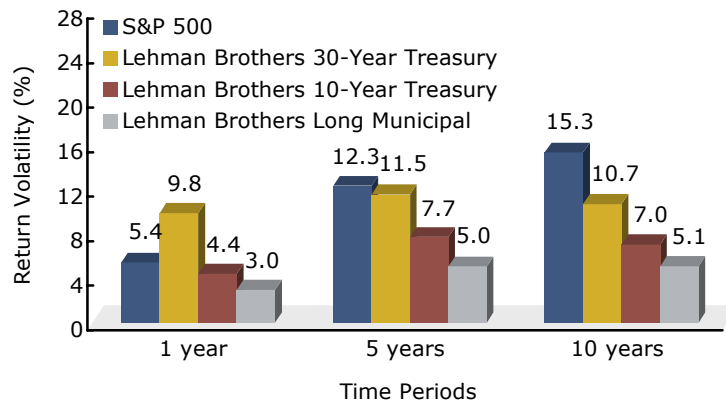 28
24
20
16
12
8
4
0
Return Volatility (%)
S&P 500
Lehman Brothers 30-Year Treasury
Lehman Brothers 10-Year Treasury
Lehman Brothers Long Municipal
5.4
9.8
4.4
3.0
12.3
11.5
7.7
5.0
15.3
10.7
7.0
5.1
1 year
5 years
10 years
Time Periods